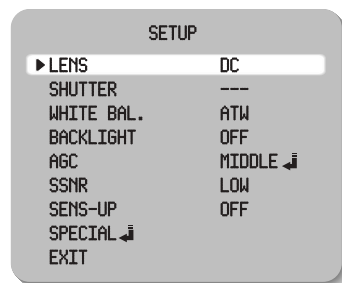 SETUP
LENS DC
SHUTTER ---
WHITE BAL. ATW
BACKLIGHT OFF
AGC MIDDLE
SSNR LOW
SENS-UP OFF
SPECIAL
EXIT